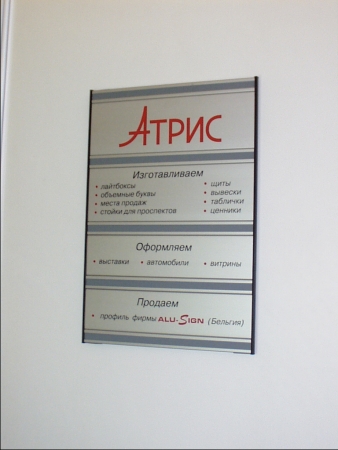 АТРИС
Изготавливаем
• лайтбоксы
• объемные буквы
• места продаж
• стойки для проспектов
• щиты
• вывески
• таблички
• ценники
Оформляем
• выставки • автомобили • витрины
Продаем
• профиль фирмы ALU-SIGN (Бельгия)